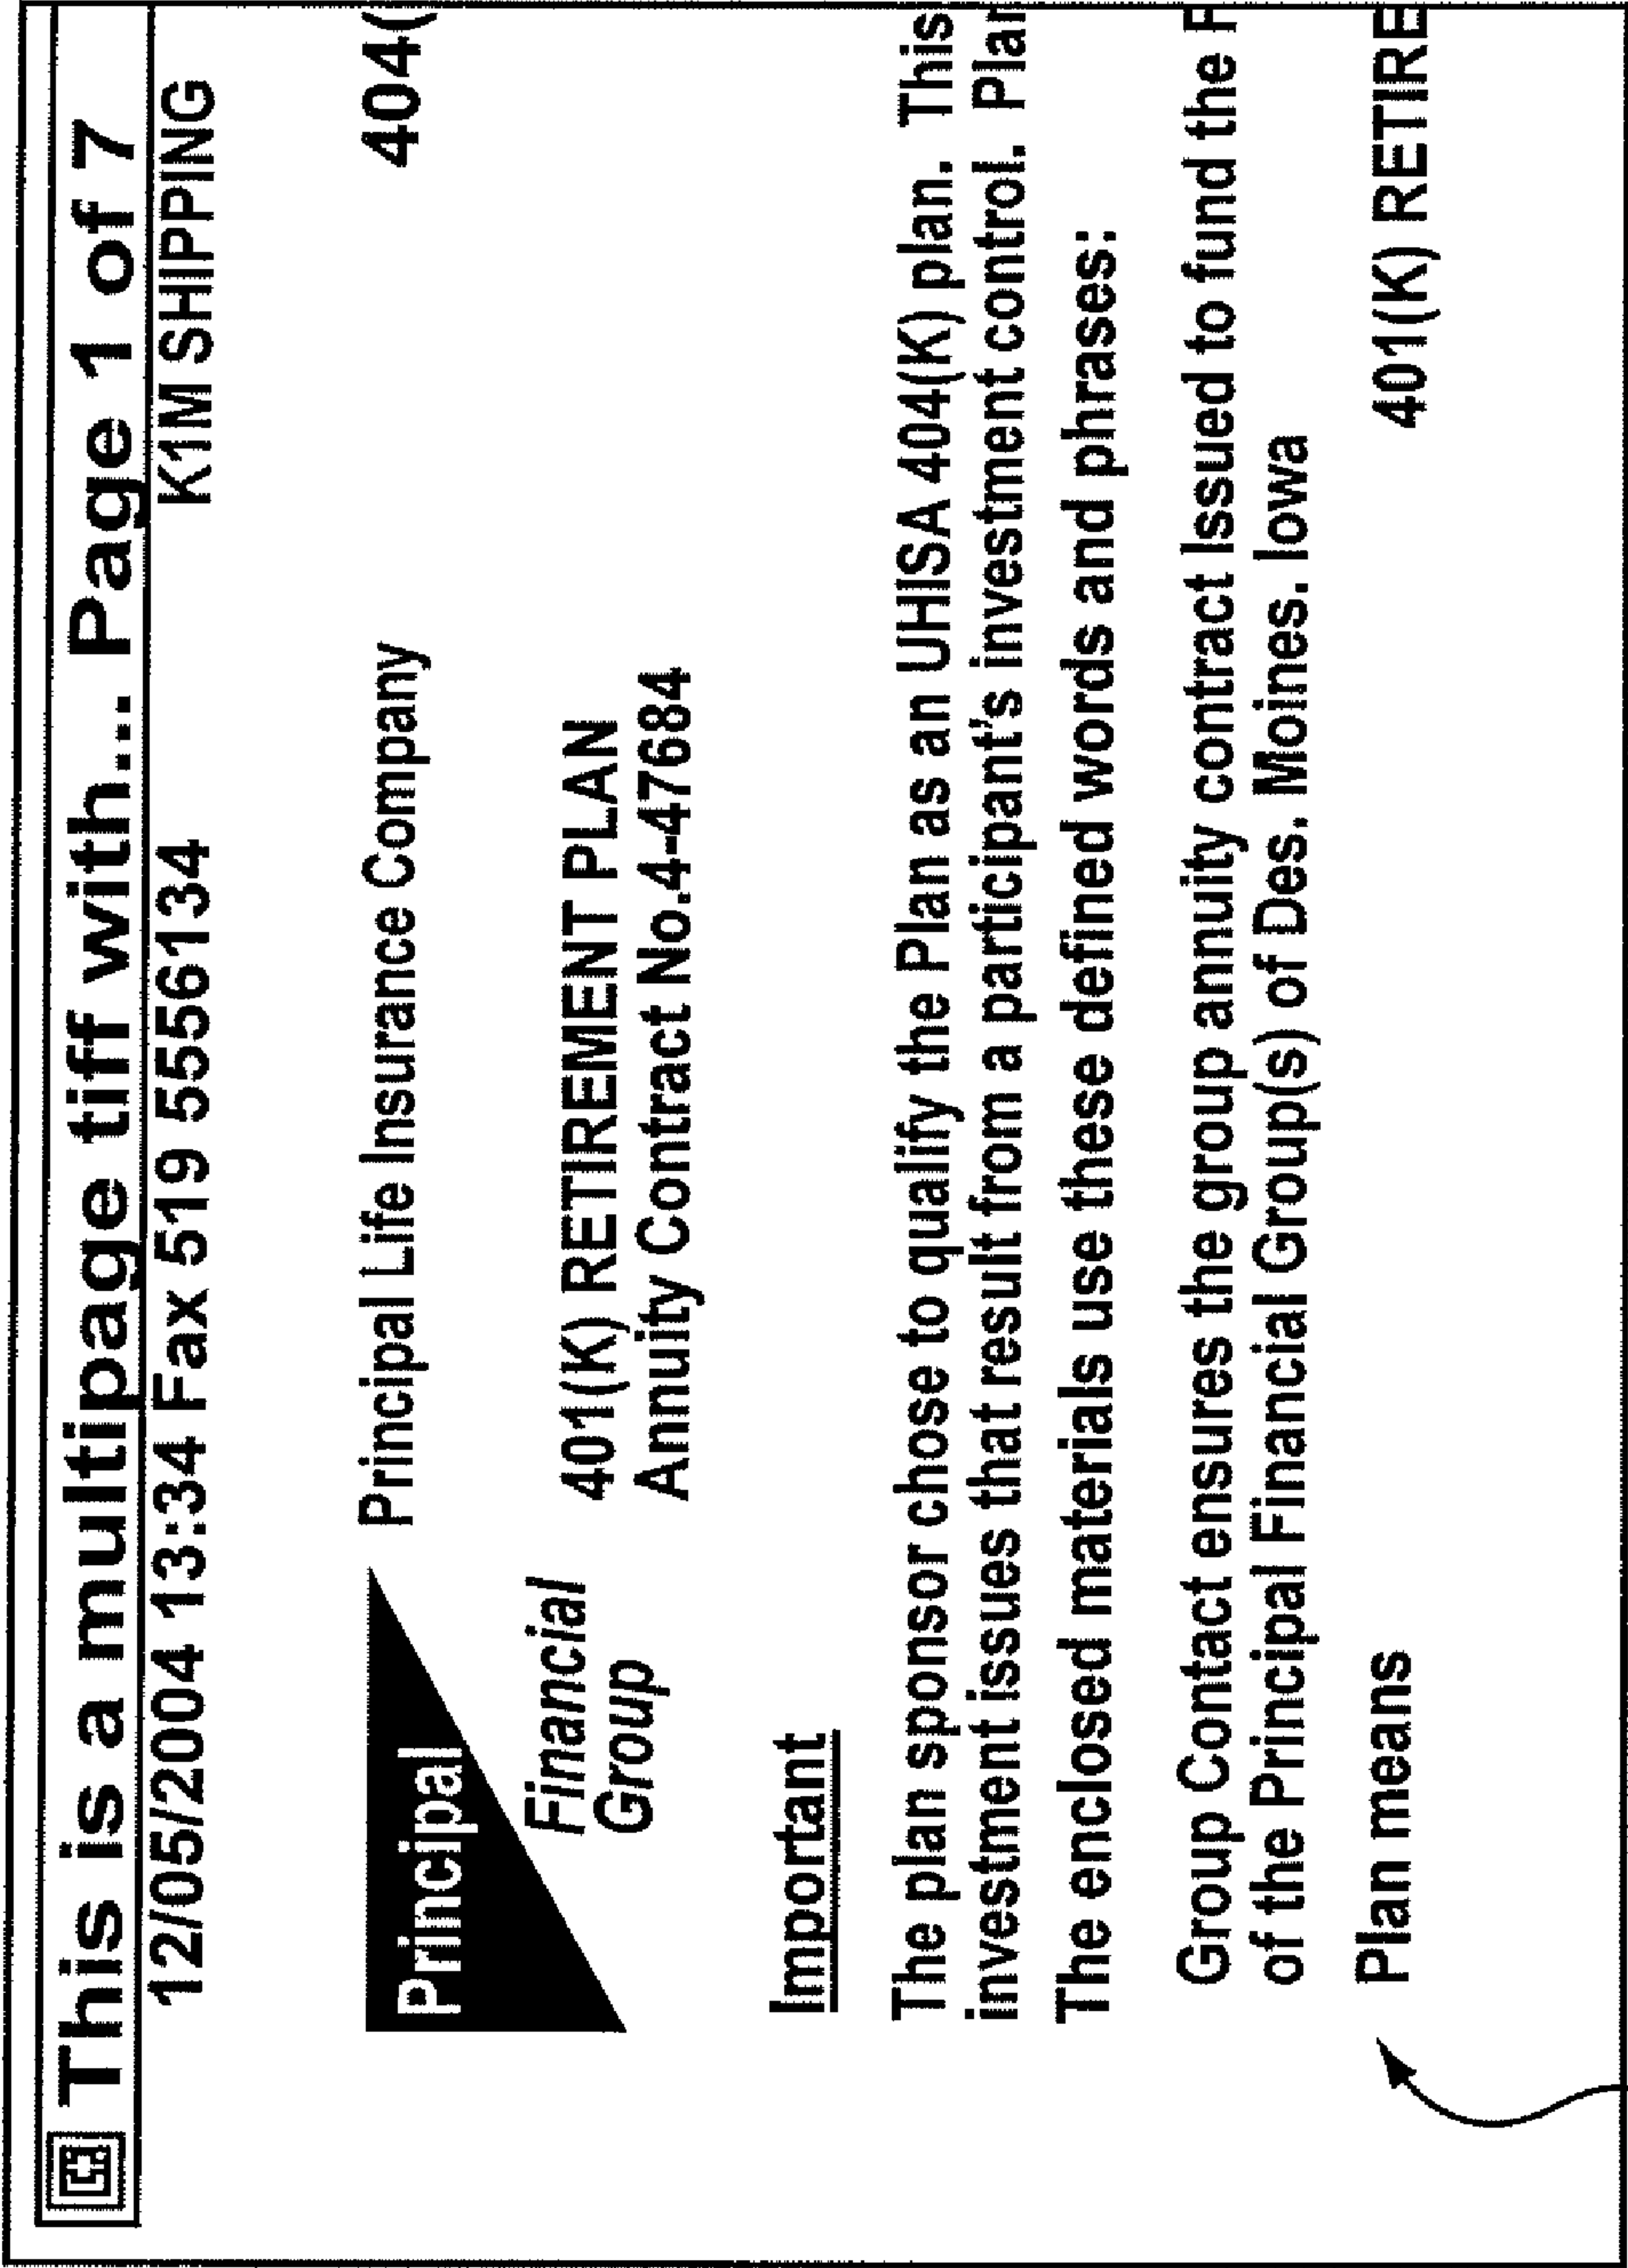 This is a multipage tiff with... Page 1 of 7
12/05/2004 13:34 Fax 519 5556134 K1M SHIPPING
Principal
Financial
Group
Principal Life Insurance Company 404(
401(K) RETIREMENT PLAN
Annuity Contract No.4-47684
Important
The plan sponsor chose to qualify the Plan as an UHISA 404(K) plan. This
investment issues that result from a participant's investment control. Plan
The enclosed materials use these defined words and phrases:
Group Contact ensures the group annuity contract Issued to fund the
of the Principal Financial Group(s) of Des. Moines. Iowa
Plan means 401(K) RETIRE